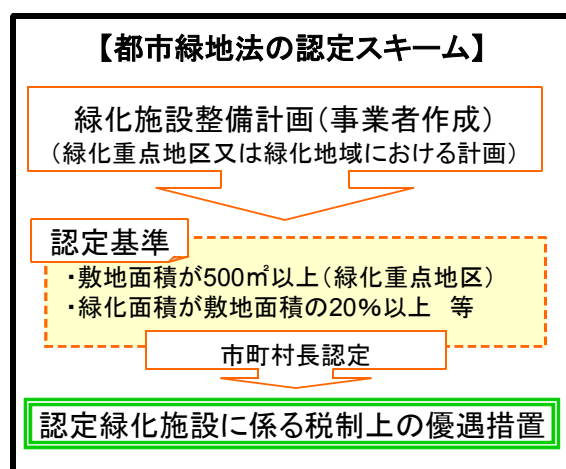 【都市緑地法の認定スキーム】
緑化施設整備計画（事業者作成）
（緑化重点地区又は緑化地域における計画）
認定基準
・敷地面積が500㎡以上（緑化重点地区）
・緑化面積が敷地面積の20%以上　等
市町村長認定
認定緑化施設に係る税制上の優遇措置